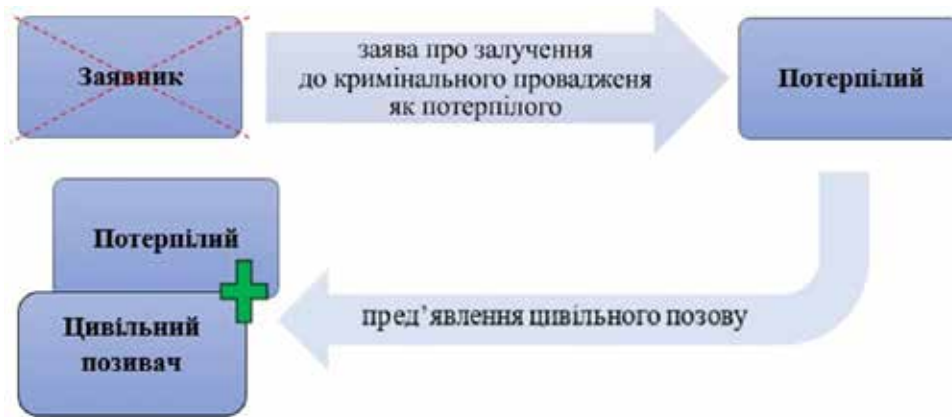 Заявник
заява про залучення
до кримінального провадженя
як потерпілого
Потерпілий
Потерпілий
Цивільний
позивач
пред’явлення цивільного позову